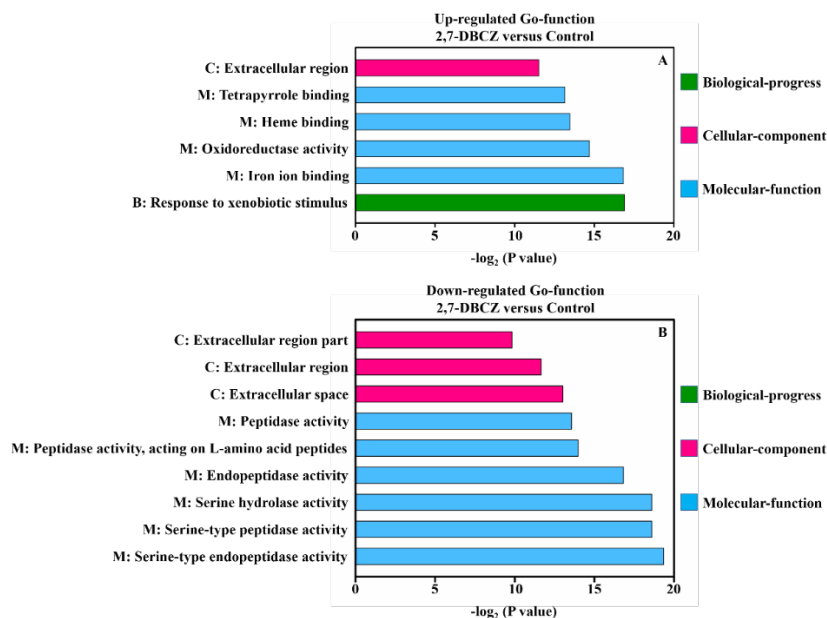 Up-regulated Go-function
2,7-DBCZ versus Control
A
C: Extracellular region
M: Tetrapyrrole binding
M: Heme binding
M: Oxidoreductase activity
M: Iron ion binding
B: Response to xenobiotic stimulus
0 5 10 15 20
-log₂ (P value)
Biological-progress
Cellular-component
Molecular-function
Down-regulated Go-function
2,7-DBCZ versus Control
B
C: Extracellular region part
C: Extracellular region
C: Extracellular space
M: Peptidase activity
M: Peptidase activity, acting on L-amino acid peptides
M: Endopeptidase activity
M: Serine hydrolase activity
M: Serine-type peptidase activity
M: Serine-type endopeptidase activity
0 5 10 15 20
-log₂ (P value)
Biological-progress
Cellular-component
Molecular-function